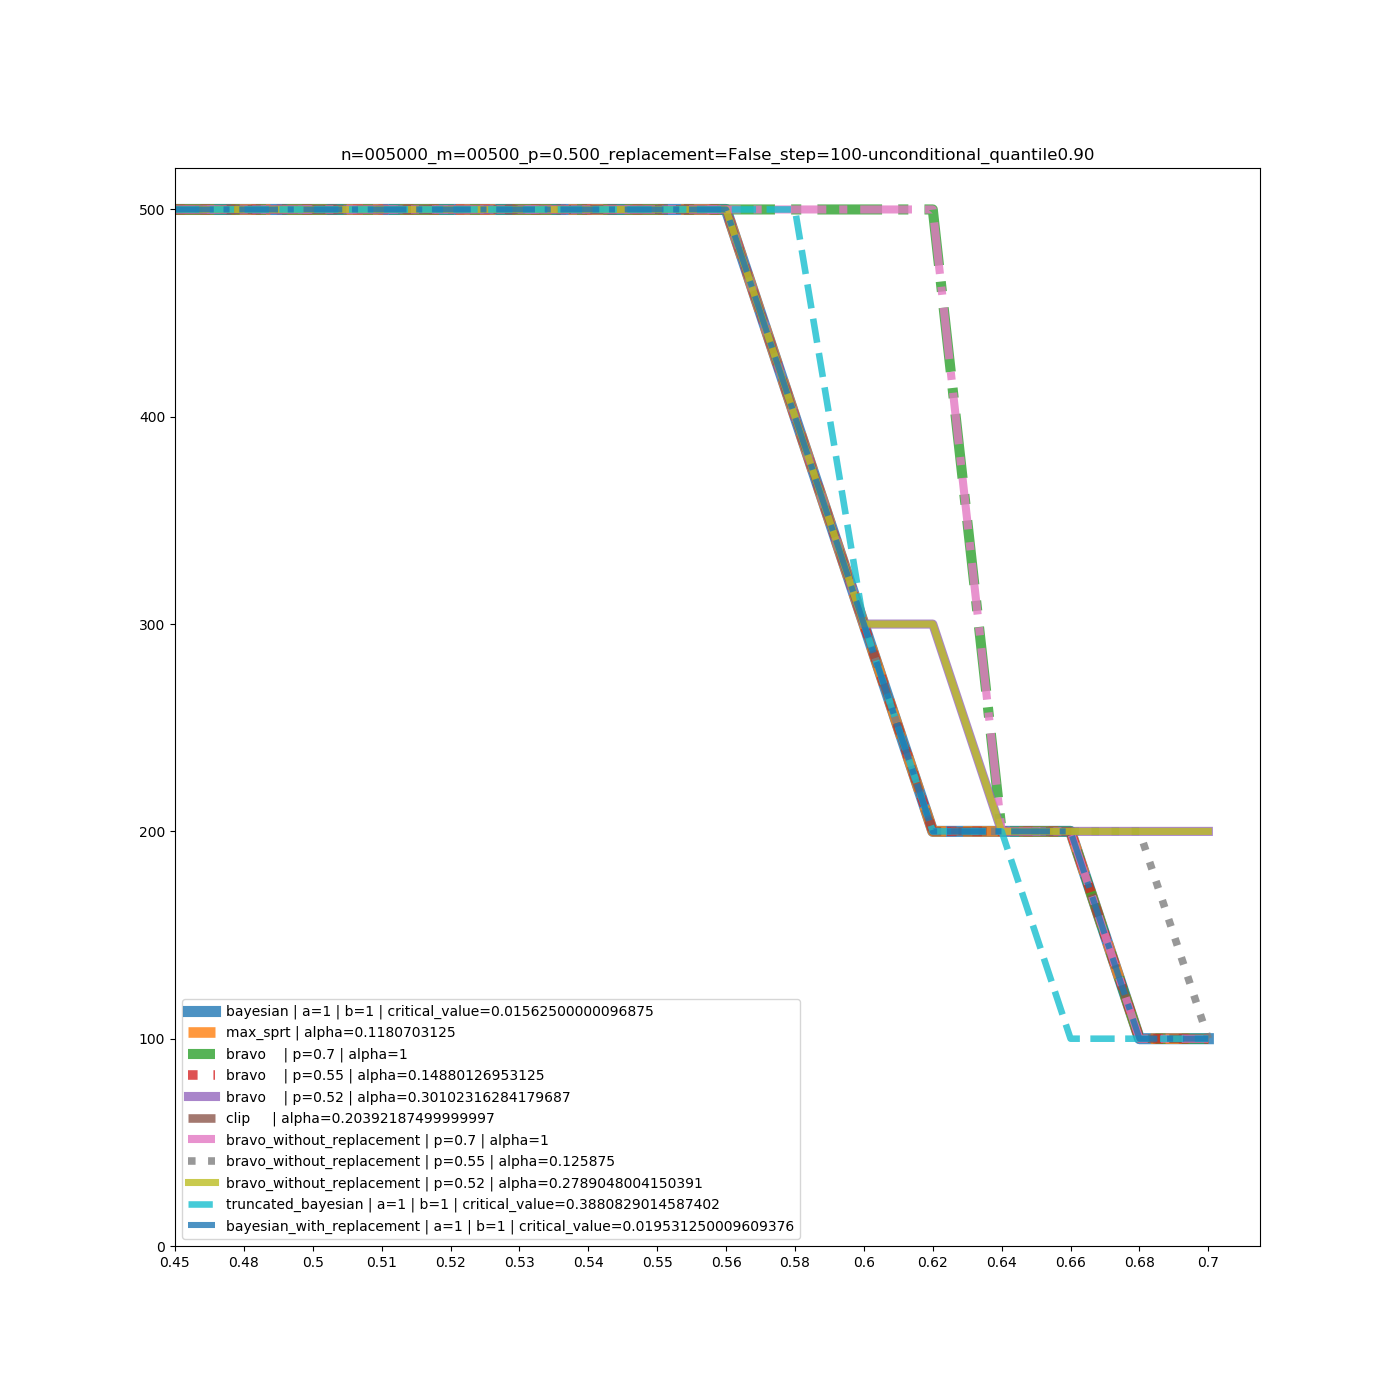 n=005000_m=00500_p=0.500_replacement=False_step=100-unconditional_quantile0.90
500
400
300
200
100
0
bayesian | a=1 | b=1 | critical_value=0.01562500000096875
max_sprt | alpha=0.1180703125
bravo | p=0.7 | alpha=1
bravo | p=0.55 | alpha=0.14880126953125
bravo | p=0.52 | alpha=0.30102316284179687
clip | alpha=0.20392187499999997
bravo_without_replacement | p=0.7 | alpha=1
bravo_without_replacement | p=0.55 | alpha=0.125875
bravo_without_replacement | p=0.52 | alpha=0.2789048004150391
truncated_bayesian | a=1 | b=1 | critical_value=0.3880829014587402
bayesian_with_replacement | a=1 | b=1 | critical_value=0.019531250009609376
0.45 0.48 0.5 0.51 0.52 0.53 0.54 0.55 0.56 0.58 0.6 0.62 0.64 0.66 0.68 0.7